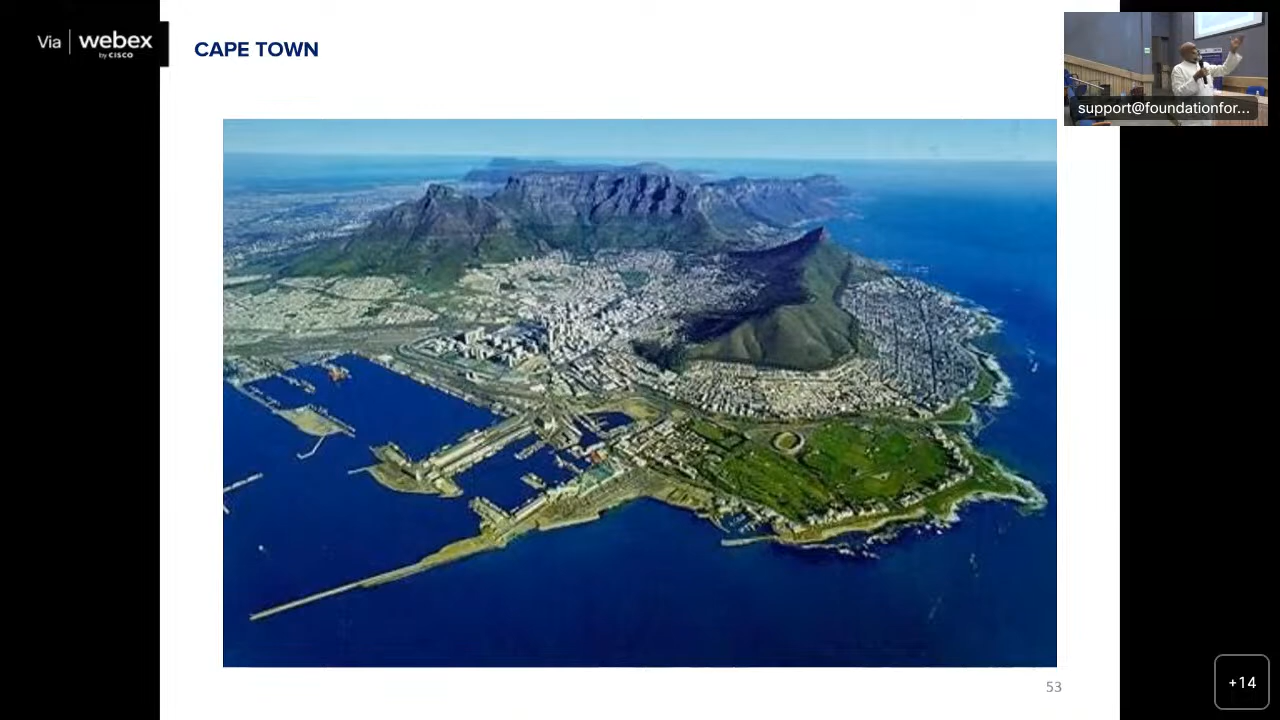 Via webex
by CISCO
CAPE TOWN
support@foundationfor...
53
+14